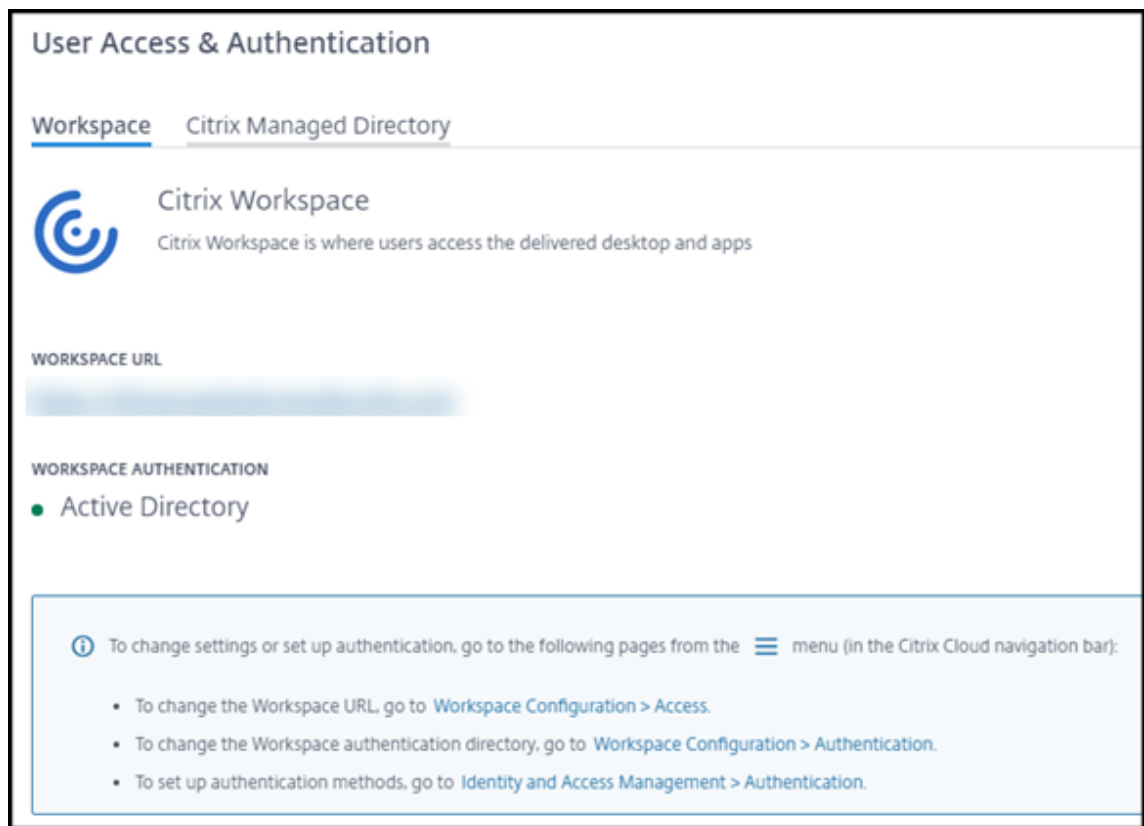 User Access & Authentication
Workspace Citrix Managed Directory
Citrix Workspace
Citrix Workspace is where users access the delivered desktop and apps
WORKSPACE URL
WORKSPACE AUTHENTICATION
Active Directory
To change settings or set up authentication, go to the following pages from the menu (in the Citrix Cloud navigation bar):
• To change the Workspace URL, go to Workspace Configuration > Access.
• To change the Workspace authentication directory, go to Workspace Configuration > Authentication.
• To set up authentication methods, go to Identity and Access Management > Authentication.